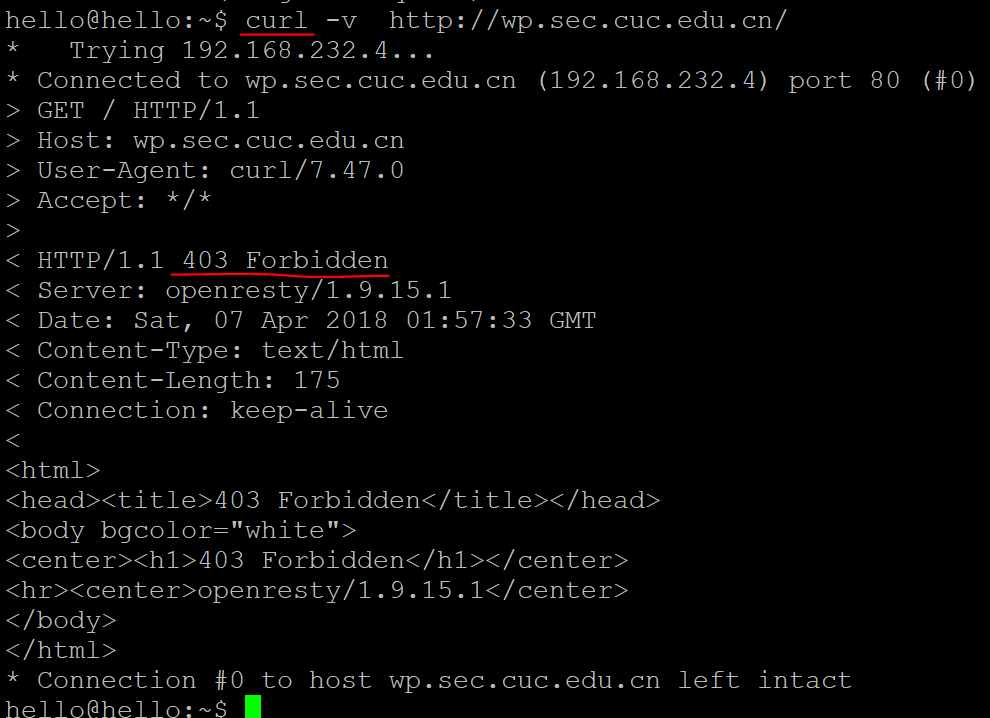 hello@hello:~$ curl -v  http://wp.sec.cuc.edu.cn/
*   Trying 192.168.232.4...
* Connected to wp.sec.cuc.edu.cn (192.168.232.4) port 80 (#0)
> GET / HTTP/1.1
> Host: wp.sec.cuc.edu.cn
> User-Agent: curl/7.47.0
> Accept: */*
>
< HTTP/1.1 403 Forbidden
< Server: openresty/1.9.15.1
< Date: Sat, 07 Apr 2018 01:57:33 GMT
< Content-Type: text/html
< Content-Length: 175
< Connection: keep-alive
<
<html>
<head><title>403 Forbidden</title></head>
<body bgcolor="white">
<center><h1>403 Forbidden</h1></center>
<hr><center>openresty/1.9.15.1</center>
</body>
</html>
* Connection #0 to host wp.sec.cuc.edu.cn left intact
hello@hello:~$